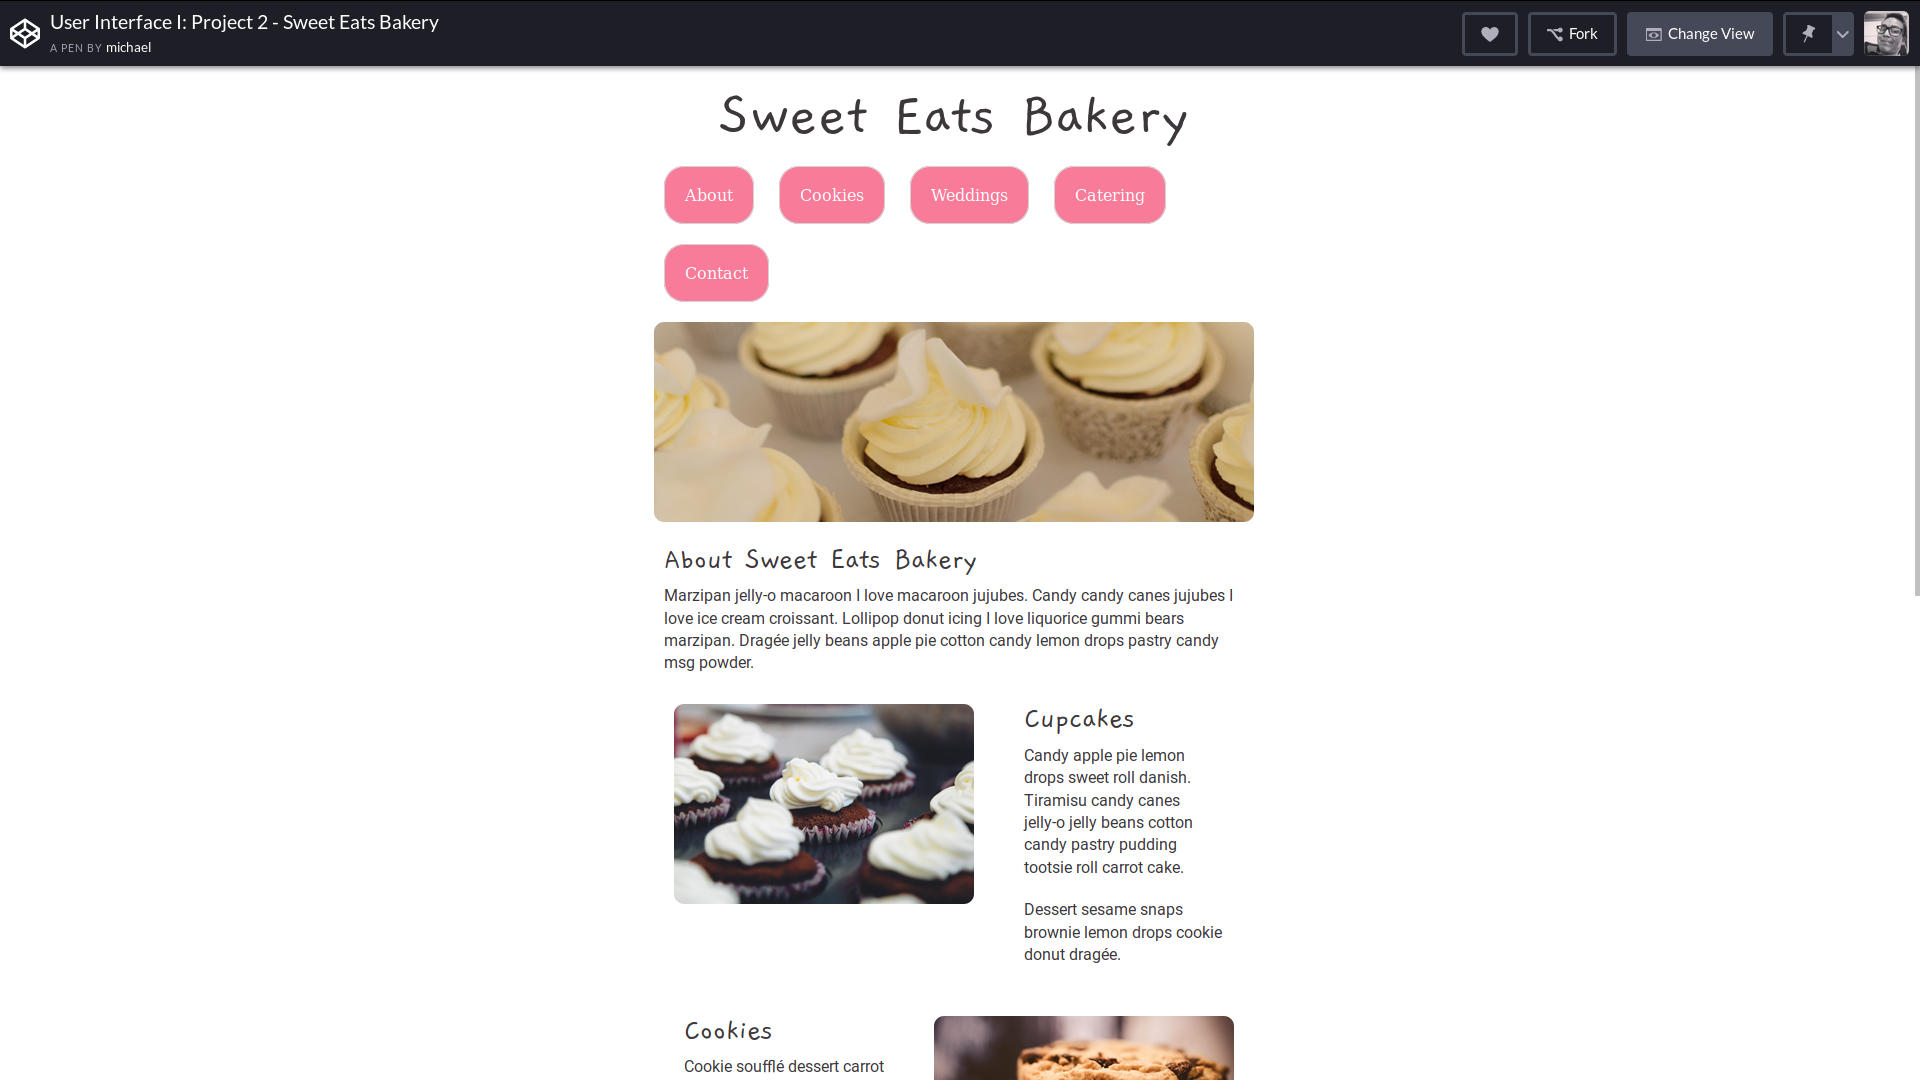 User Interface I: Project 2 - Sweet Eats Bakery
A PEN BY michael
Fork
Change View
Sweet Eats Bakery
About
Cookies
Weddings
Catering
Contact
About Sweet Eats Bakery
Marzipan jelly-o macaroon I love macaroon jujubes. Candy candy canes jujubes I
love ice cream croissant. Lollipop donut icing I love liquorice gummi bears
marzipan. Dragée jelly beans apple pie cotton candy lemon drops pastry candy
msg powder.
Cupcakes
Candy apple pie lemon
drops sweet roll danish.
Tiramisu candy canes
jelly-o jelly beans cotton
candy pastry pudding
tootsie roll carrot cake.
Dessert sesame snaps
brownie lemon drops cookie
donut dragée.
Cookies
Cookie soufflé dessert carrot